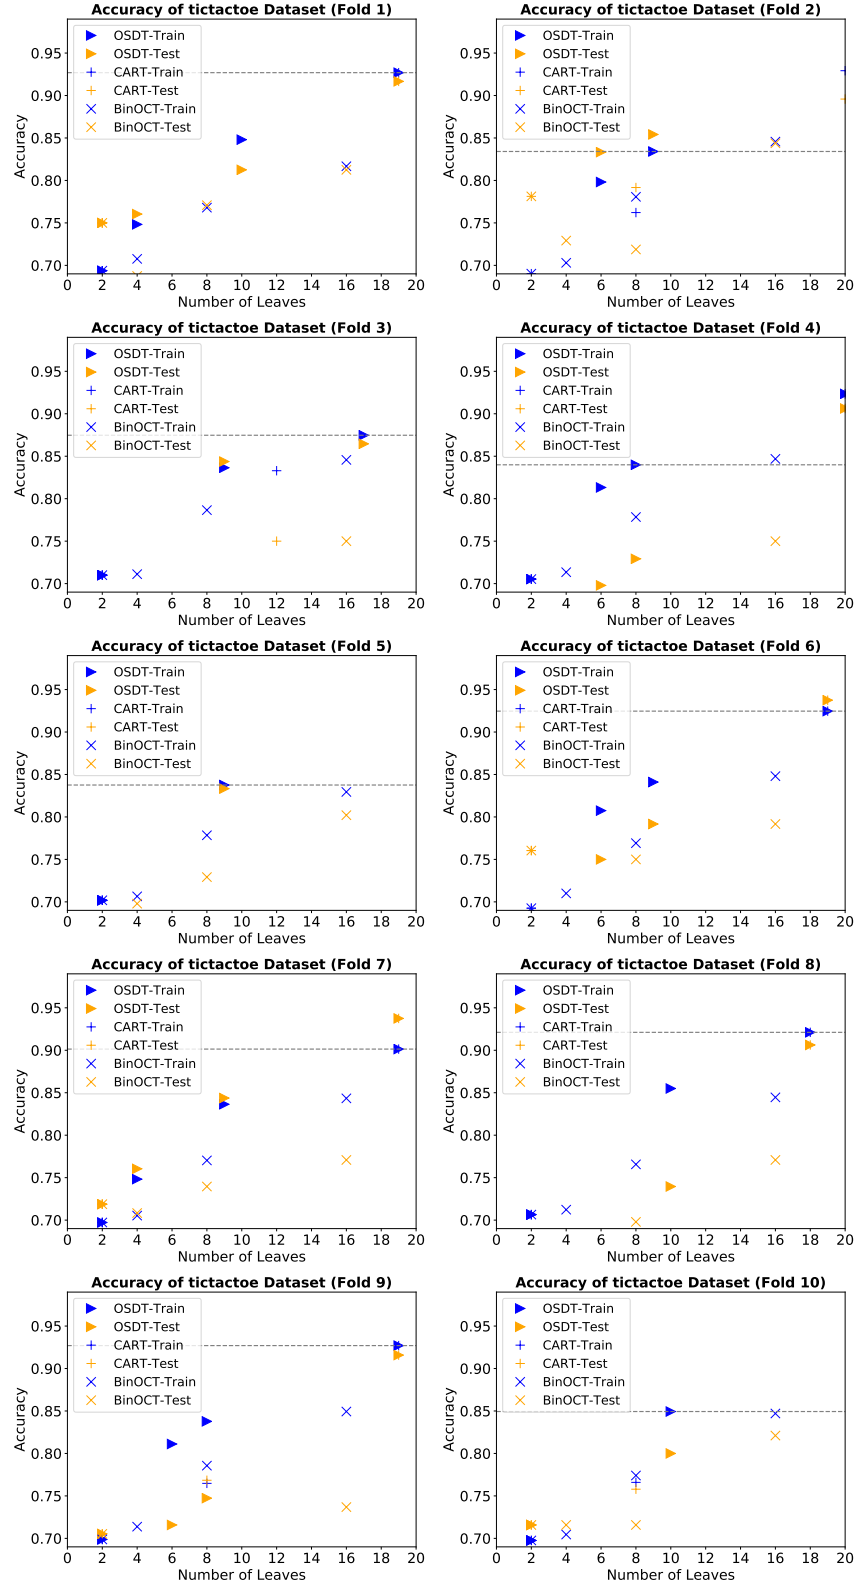 Accuracy of tictactoe Dataset (Fold 1)
OSDT-Train
OSDT-Test
CART-Train
CART-Test
BinOCT-Train
BinOCT-Test
Accuracy
0.95
0.90
0.85
0.80
0.75
0.70
0 2 4 6 8 10 12 14 16 18 20
Number of Leaves
Accuracy of tictactoe Dataset (Fold 2)
OSDT-Train
OSDT-Test
CART-Train
CART-Test
BinOCT-Train
BinOCT-Test
Accuracy
0.95
0.90
0.85
0.80
0.75
0.70
0 2 4 6 8 10 12 14 16 18 20
Number of Leaves
Accuracy of tictactoe Dataset (Fold 3)
OSDT-Train
OSDT-Test
CART-Train
CART-Test
BinOCT-Train
BinOCT-Test
Accuracy
0.95
0.90
0.85
0.80
0.75
0.70
0 2 4 6 8 10 12 14 16 18 20
Number of Leaves
Accuracy of tictactoe Dataset (Fold 4)
OSDT-Train
OSDT-Test
CART-Train
CART-Test
BinOCT-Train
BinOCT-Test
Accuracy
0.95
0.90
0.85
0.80
0.75
0.70
0 2 4 6 8 10 12 14 16 18 20
Number of Leaves
Accuracy of tictactoe Dataset (Fold 5)
OSDT-Train
OSDT-Test
CART-Train
CART-Test
BinOCT-Train
BinOCT-Test
Accuracy
0.95
0.90
0.85
0.80
0.75
0.70
0 2 4 6 8 10 12 14 16 18 20
Number of Leaves
Accuracy of tictactoe Dataset (Fold 6)
OSDT-Train
OSDT-Test
CART-Train
CART-Test
BinOCT-Train
BinOCT-Test
Accuracy
0.95
0.90
0.85
0.80
0.75
0.70
0 2 4 6 8 10 12 14 16 18 20
Number of Leaves
Accuracy of tictactoe Dataset (Fold 7)
OSDT-Train
OSDT-Test
CART-Train
CART-Test
BinOCT-Train
BinOCT-Test
Accuracy
0.95
0.90
0.85
0.80
0.75
0.70
0 2 4 6 8 10 12 14 16 18 20
Number of Leaves
Accuracy of tictactoe Dataset (Fold 8)
OSDT-Train
OSDT-Test
CART-Train
CART-Test
BinOCT-Train
BinOCT-Test
Accuracy
0.95
0.90
0.85
0.80
0.75
0.70
0 2 4 6 8 10 12 14 16 18 20
Number of Leaves
Accuracy of tictactoe Dataset (Fold 9)
OSDT-Train
OSDT-Test
CART-Train
CART-Test
BinOCT-Train
BinOCT-Test
Accuracy
0.95
0.90
0.85
0.80
0.75
0.70
0 2 4 6 8 10 12 14 16 18 20
Number of Leaves
Accuracy of tictactoe Dataset (Fold 10)
OSDT-Train
OSDT-Test
CART-Train
CART-Test
BinOCT-Train
BinOCT-Test
Accuracy
0.95
0.90
0.85
0.80
0.75
0.70
0 2 4 6 8 10 12 14 16 18 20
Number of Leaves